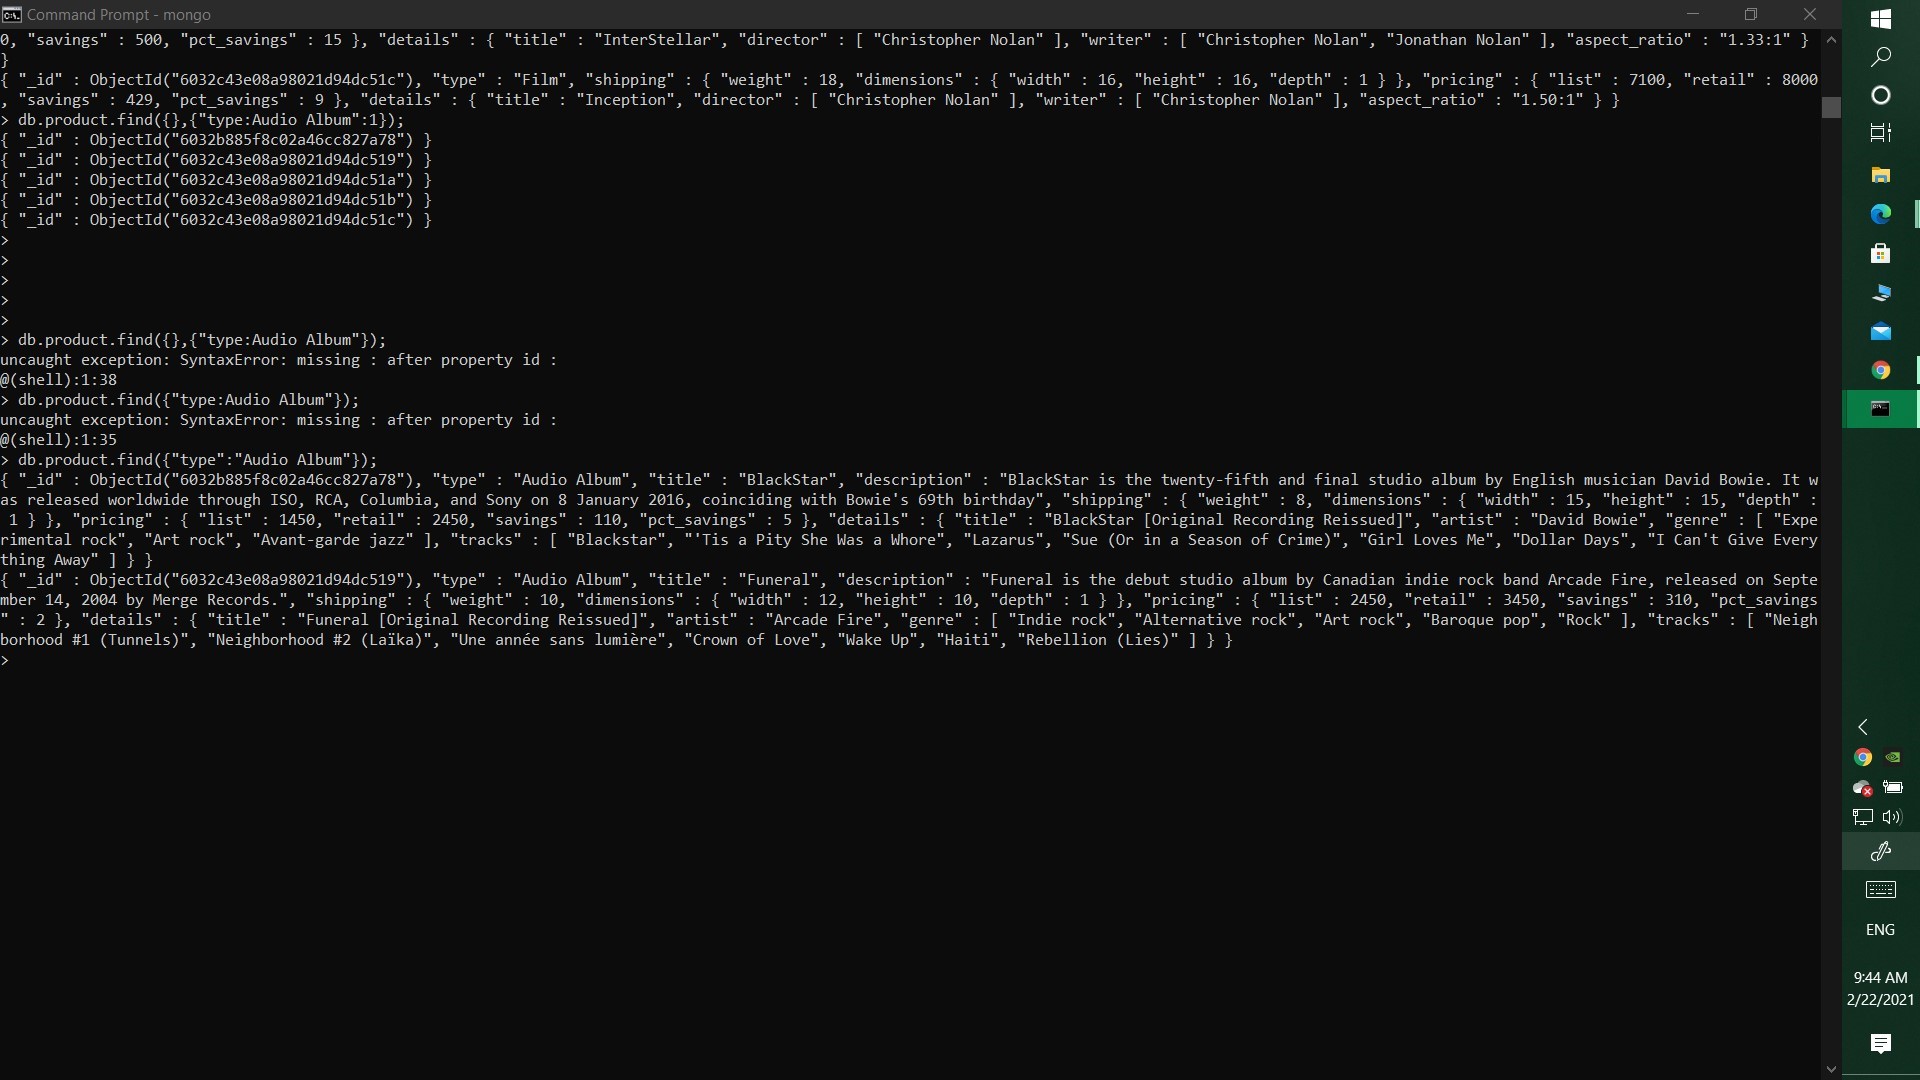 Command Prompt - mongo
0, "savings" : 500, "pct_savings" : 15 }, "details" : { "title" : "InterStellar", "director" : [ "Christopher Nolan" ], "writer" : [ "Christopher Nolan", "Jonathan Nolan" ], "aspect_ratio" : "1.33:1" }
}
{ "_id" : ObjectId("6032c43e08a98021d94dc51c"), "type" : "Film", "shipping" : { "weight" : 18, "dimensions" : { "width" : 16, "height" : 16, "depth" : 1 } }, "pricing" : { "list" : 7100, "retail" : 8000
, "savings" : 429, "pct_savings" : 9 }, "details" : { "title" : "Inception", "director" : [ "Christopher Nolan" ], "writer" : [ "Christopher Nolan" ], "aspect_ratio" : "1.50:1" } }
> db.product.find({},{"type:Audio Album":1});
{ "_id" : ObjectId("6032b885f8c02a46cc827a78") }
{ "_id" : ObjectId("6032c43e08a98021d94dc519") }
{ "_id" : ObjectId("6032c43e08a98021d94dc51a") }
{ "_id" : ObjectId("6032c43e08a98021d94dc51b") }
{ "_id" : ObjectId("6032c43e08a98021d94dc51c") }
>
>
>
>
>
> db.product.find({},{"type:Audio Album"});
uncaught exception: SyntaxError: missing : after property id :
@(shell):1:38
> db.product.find({"type:Audio Album"});
uncaught exception: SyntaxError: missing : after property id :
@(shell):1:35
> db.product.find({"type":"Audio Album"});
{ "_id" : ObjectId("6032b885f8c02a46cc827a78"), "type" : "Audio Album", "title" : "BlackStar", "description" : "BlackStar is the twenty-fifth and final studio album by English musician David Bowie. It w
as released worldwide through ISO, RCA, Columbia, and Sony on 8 January 2016, coinciding with Bowie's 69th birthday", "shipping" : { "weight" : 8, "dimensions" : { "width" : 15, "height" : 15, "depth" :
1 } }, "pricing" : { "list" : 1450, "retail" : 2450, "savings" : 110, "pct_savings" : 5 }, "details" : { "title" : "BlackStar [Original Recording Reissued]", "artist" : "David Bowie", "genre" : [ "Expe
rimental rock", "Art rock", "Avant-garde jazz" ], "tracks" : [ "Blackstar", "'Tis a Pity She Was a Whore", "Lazarus", "Sue (Or in a Season of Crime)", "Girl Loves Me", "Dollar Days", "I Can't Give Every
thing Away" ] } }
{ "_id" : ObjectId("6032c43e08a98021d94dc519"), "type" : "Audio Album", "title" : "Funeral", "description" : "Funeral is the debut studio album by Canadian indie rock band Arcade Fire, released on Septe
mber 14, 2004 by Merge Records.", "shipping" : { "weight" : 10, "dimensions" : { "width" : 12, "height" : 10, "depth" : 1 } }, "pricing" : { "list" : 2450, "retail" : 3450, "savings" : 310, "pct_savings
" : 2 }, "details" : { "title" : "Funeral [Original Recording Reissued]", "artist" : "Arcade Fire", "genre" : [ "Indie rock", "Alternative rock", "Art rock", "Baroque pop", "Rock" ], "tracks" : [ "Neigh
borhood #1 (Tunnels)", "Neighborhood #2 (Laïka)", "Une année sans lumière", "Crown of Love", "Wake Up", "Haiti", "Rebellion (Lies)" ] } }
>
ENG
9:44 AM
2/22/2021